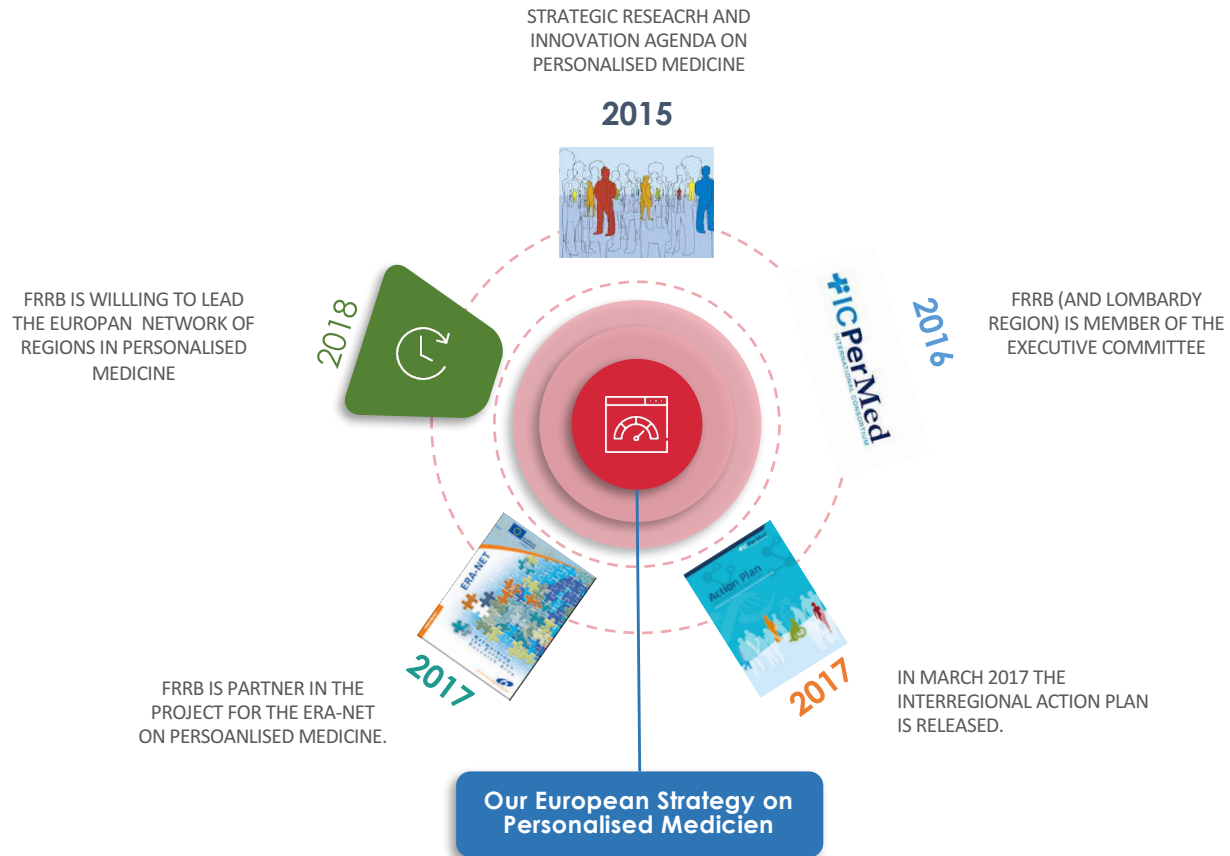 STRATEGIC RESEACRH AND
INNOVATION AGENDA ON
PERSONALISED MEDICINE
2015
2016
FRRB (AND LOMBARDY
REGION) IS MEMBER OF THE
EXECUTIVE COMMITTEE
ICPerMed
INTERNATIONAL CONSORTIUM
2017
IN MARCH 2017 THE
INTERREGIONAL ACTION PLAN
IS RELEASED.
Action Plan
2017
FRRB IS PARTNER IN THE
PROJECT FOR THE ERA-NET
ON PERSOANLISED MEDICINE.
ERA-NET
2018
FRRB IS WILLLING TO LEAD
THE EUROPAN NETWORK OF
REGIONS IN PERSONALISED
MEDICINE
Our European Strategy on
Personalised Medicien